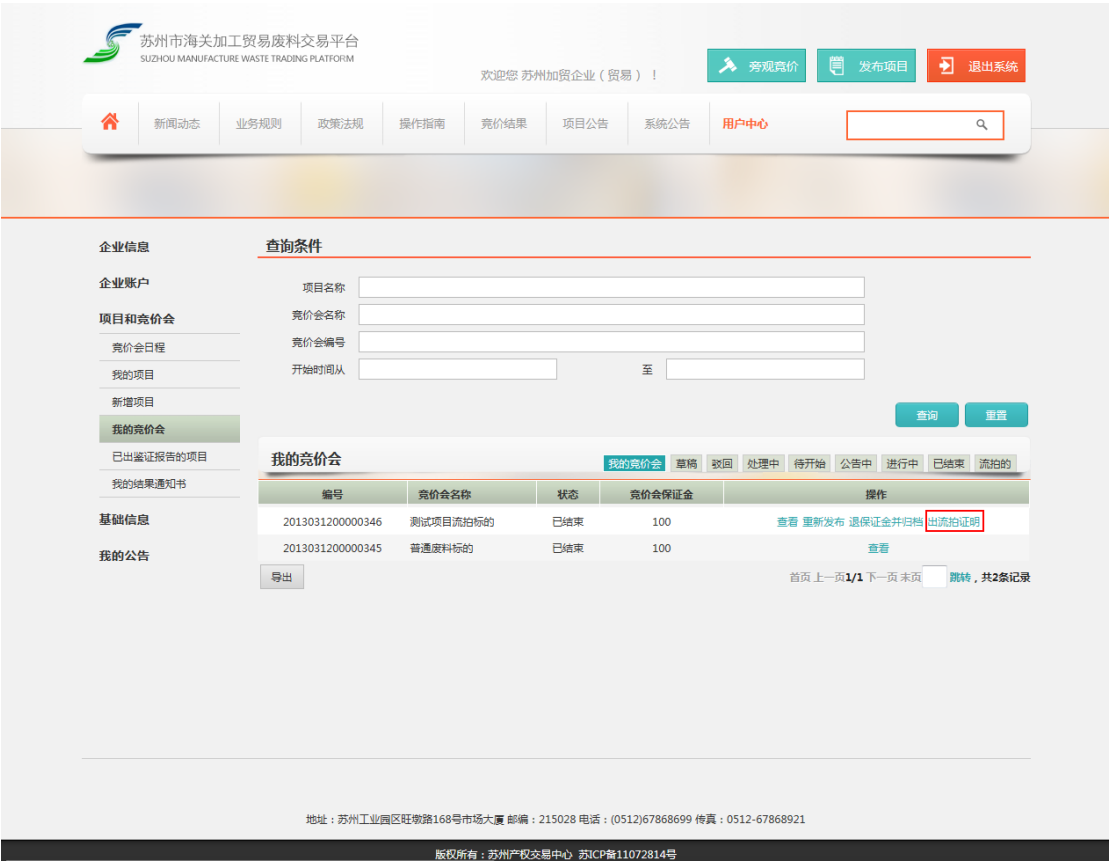 苏州市海关加工贸易废料交易平台
SUZHOU MANUFACTURE WASTE TRADING PLATFORM
欢迎您 苏州加贸企业（贸易）！
旁观竞价 发布项目 退出系统
新闻动态 业务规则 政策法规 操作指南 竞价结果 项目公告 系统公告 用户中心
企业信息
企业账户
项目和竞价会
竞价会日程
我的项目
新增项目
我的竞价会
已出鉴证报告的项目
我的结果通知书
基础信息
我的公告
查询条件
项目名称
竞价会名称
竞价会编号
开始时间从 至
查询 重置
我的竞价会 我的竞价会 草稿 驳回 处理中 待开始 公告中 进行中 已结束 流拍的
编号 竞价会名称 状态 竞价会保证金 操作
2013031200000346 测试项目流拍标的 已结束 100 查看 重新发布 退保证金并归档 出流拍证明
2013031200000345 普通废料标的 已结束 100 查看
导出 首页 上一页1/1 下一页 末页 跳转，共2条记录
地址：苏州工业园区旺墩路168号市场大厦 邮编：215028 电话：(0512)67868699 传真：0512-67868921
版权所有：苏州产权交易中心 苏ICP备11072814号